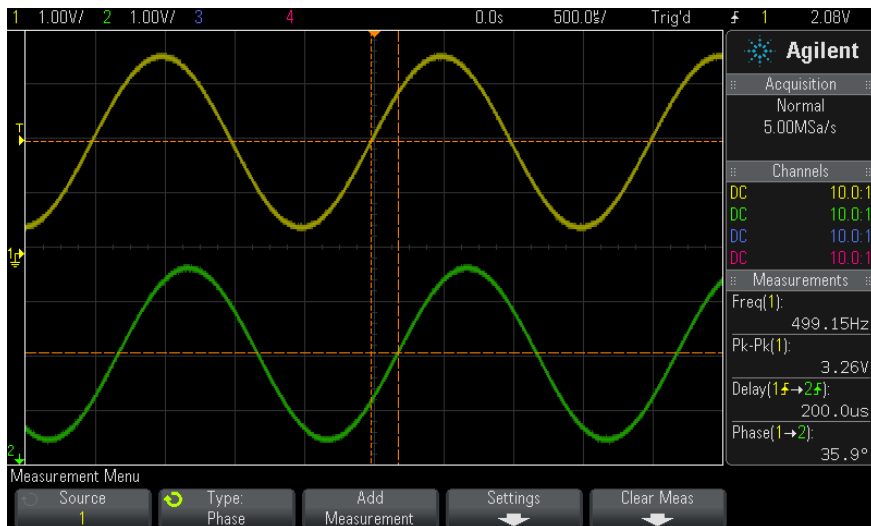 1 1.00V/ 2 1.00V/ 3 4 0.0s 500.0µs/ Trig'd 1 2.08V
Agilent
Acquisition
Normal
5.00MSa/s
Channels
DC 10.0:1
DC 10.0:1
DC 10.0:1
DC 10.0:1
Measurements
Freq(1):
499.15Hz
Pk-Pk(1):
3.26V
Delay(1→2):
200.0us
Phase(1→2):
35.9°
T
1
2
Measurement Menu
Source
1
Type:
Phase
Add
Measurement
Settings
Clear Meas